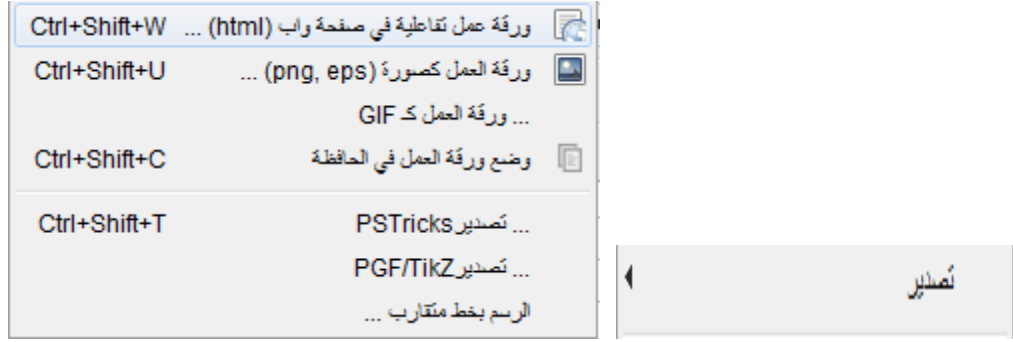 ورقة عمل تفاعلية في صفحة واب (html) ... Ctrl+Shift+W
ورقة العمل كصورة (png, eps) ... Ctrl+Shift+U
ورقة العمل كـ GIF ...
وضع ورقة العمل في الحافظة Ctrl+Shift+C
تصدير PSTricks ... Ctrl+Shift+T
تصدير PGF/TikZ ...
الرسم بخط متقارب ...
تصدير